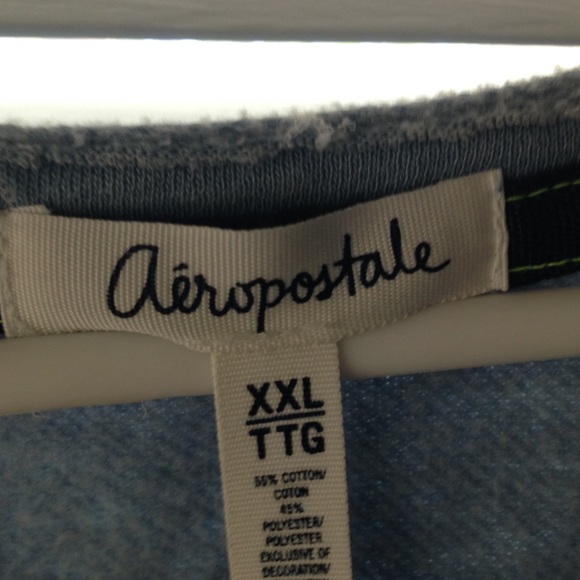 aéropostale
XXL
TTG
55% COTTON/
COTON
45%
POLYESTER/
POLYESTER
EXCLUSIVE OF
DECORATION/